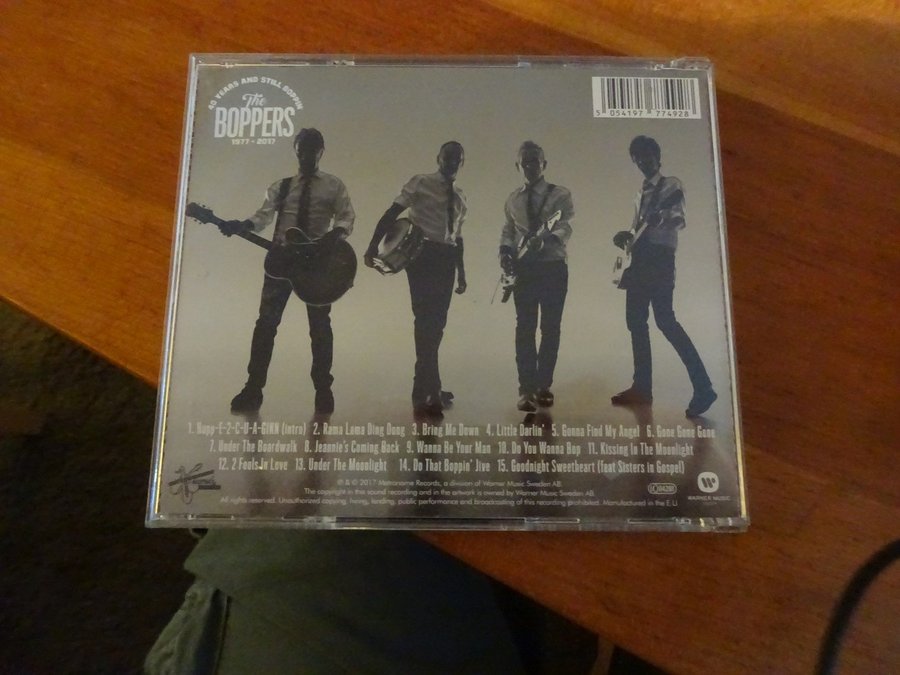 40 YEARS AND STILL BOPPIN'
The
BOPPERS
1977 - 2017
5 054197 774928
1. Nupp-E-2-C-U-A-GINN (intro) 2. Rama Lama Ding Dong 3. Bring Me Down 4. Little Darlin' 5. Gonna Find My Angel 6. Gone Gone Gone
7. Under The Boardwalk 8. Jeannie's Coming Back 9. Wanna Be Your Man 10. Do You Wanna Hop 11. Kissing In The Moonlight
12. 2 Fools In Love 13. Under The Moonlight 14. Do That Boppin' Jive 15. Goodnight Sweetheart (feat Sisters in Gospel)
℗ & © 2017 Metronome Records, a division of Warner Music Sweden AB.
The copyright in this sound recording and in the artwork is owned by Warner Music Sweden AB.
All rights reserved. Unauthorized copying, hiring, lending, public performance and Broadcasting of this recording prohibited. Manufactured in the E.U
LC 04281
WARNER MUSIC